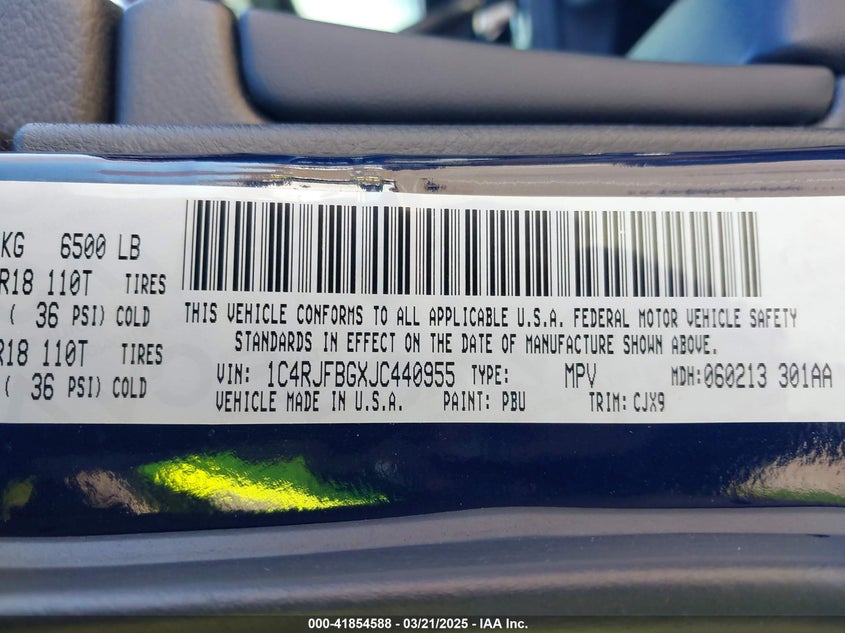 KG 6500 LB
R18 110T TIRES
( 36 PSI) COLD
R18 110T TIRES
( 36 PSI) COLD
THIS VEHICLE CONFORMS TO ALL APPLICABLE U.S.A. FEDERAL MOTOR VEHICLE SAFETY
STANDARDS IN EFFECT ON THE DATE OF MANUFACTURE SHOWN ABOVE.
VIN: 1C4RJFBGXJC440955 TYPE: MPV MDH:060213 301AA
VEHICLE MADE IN U.S.A. PAINT: PBU TRIM: CJX9
000-41854588 - 03/21/2025 - IAA Inc.